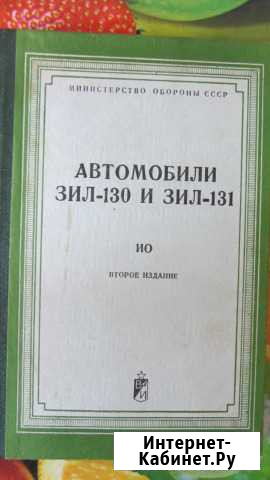 МИНИСТЕРСТВО ОБОРОНЫ СССР
АВТОМОБИЛИ
ЗИЛ-130 И ЗИЛ-131
ИО
ВТОРОЕ ИЗДАНИЕ
Интернет-
Кабинет.Ру